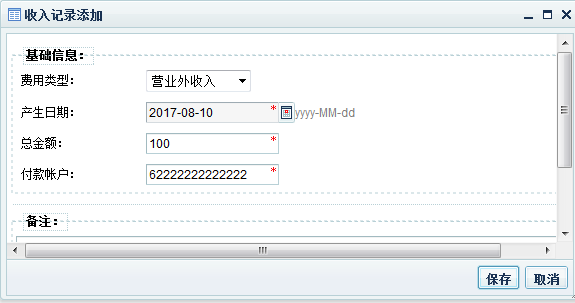 收入记录添加
基础信息：
费用类型： 营业外收入
产生日期： 2017-08-10 * yyyy-MM-dd
总金额： 100 *
付款帐户： 62222222222222 *
备注：
保存 取消